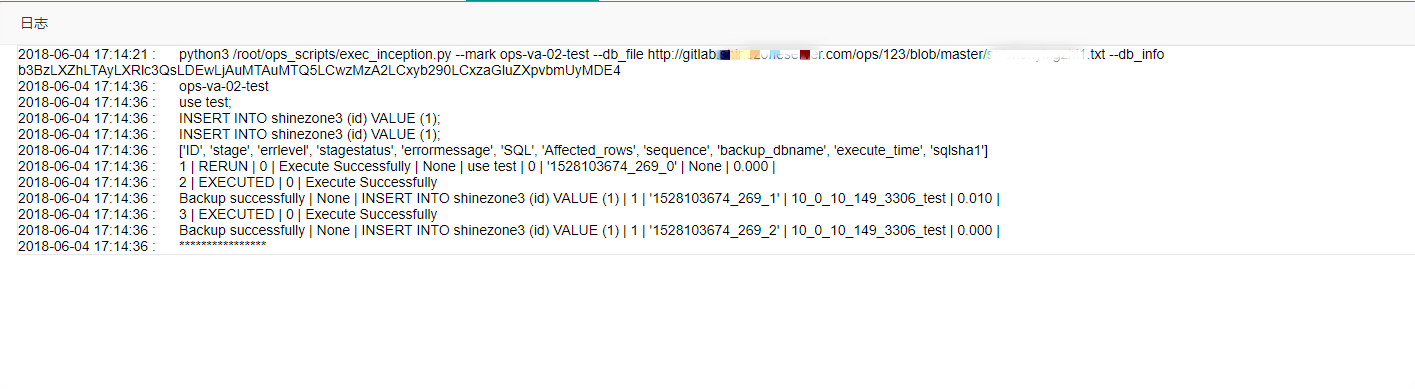 日志
2018-06-04 17:14:21 : python3 /root/ops_scripts/exec_inception.py --mark ops-va-02-test --db_file http://gitlab .com/ops/123/blob/master/ .txt --db_info
b3BzLXZhLTAyLXRlc3QsLDEwLjAuMTAuMTQ5LCwzMzA2LCxyb290LCxzaGluZXpvbmUyMDE4
2018-06-04 17:14:36 : ops-va-02-test
2018-06-04 17:14:36 : use test;
2018-06-04 17:14:36 : INSERT INTO shinezone3 (id) VALUE (1);
2018-06-04 17:14:36 : INSERT INTO shinezone3 (id) VALUE (1);
2018-06-04 17:14:36 : ['ID', 'stage', 'errlevel', 'stagestatus', 'errormessage', 'SQL', 'Affected_rows', 'sequence', 'backup_dbname', 'execute_time', 'sqlsha1']
2018-06-04 17:14:36 : 1 | RERUN | 0 | Execute Successfully | None | use test | 0 | '1528103674_269_0' | None | 0.000 |
2018-06-04 17:14:36 : 2 | EXECUTED | 0 | Execute Successfully
2018-06-04 17:14:36 : Backup successfully | None | INSERT INTO shinezone3 (id) VALUE (1) | 1 | '1528103674_269_1' | 10_0_10_149_3306_test | 0.010 |
2018-06-04 17:14:36 : 3 | EXECUTED | 0 | Execute Successfully
2018-06-04 17:14:36 : Backup successfully | None | INSERT INTO shinezone3 (id) VALUE (1) | 1 | '1528103674_269_2' | 10_0_10_149_3306_test | 0.000 |
2018-06-04 17:14:36 : ****************